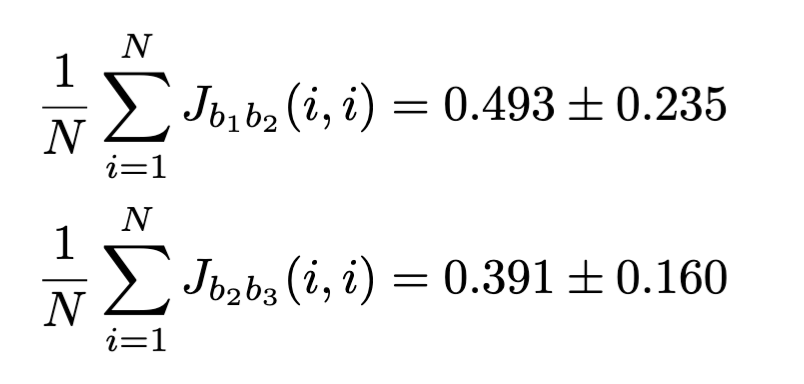 \frac{1}{N} \sum_{i=1}^{N} J_{b_1 b_2}(i, i) = 0.493 \pm 0.235
\frac{1}{N} \sum_{i=1}^{N} J_{b_2 b_3}(i, i) = 0.391 \pm 0.160